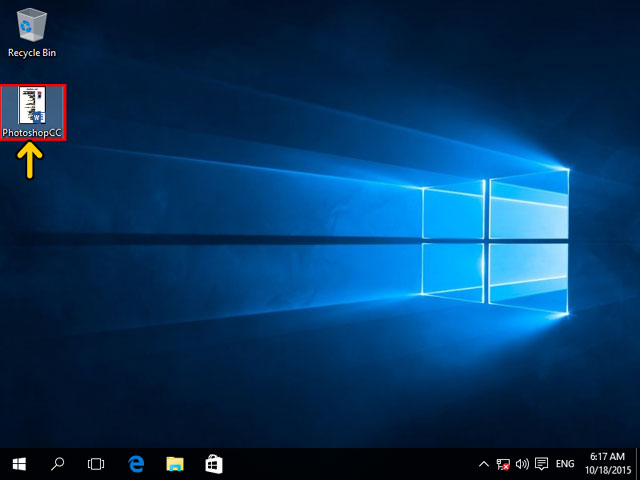 Recycle Bin
PhotoshopCC
ENG
6:17 AM
10/18/2015